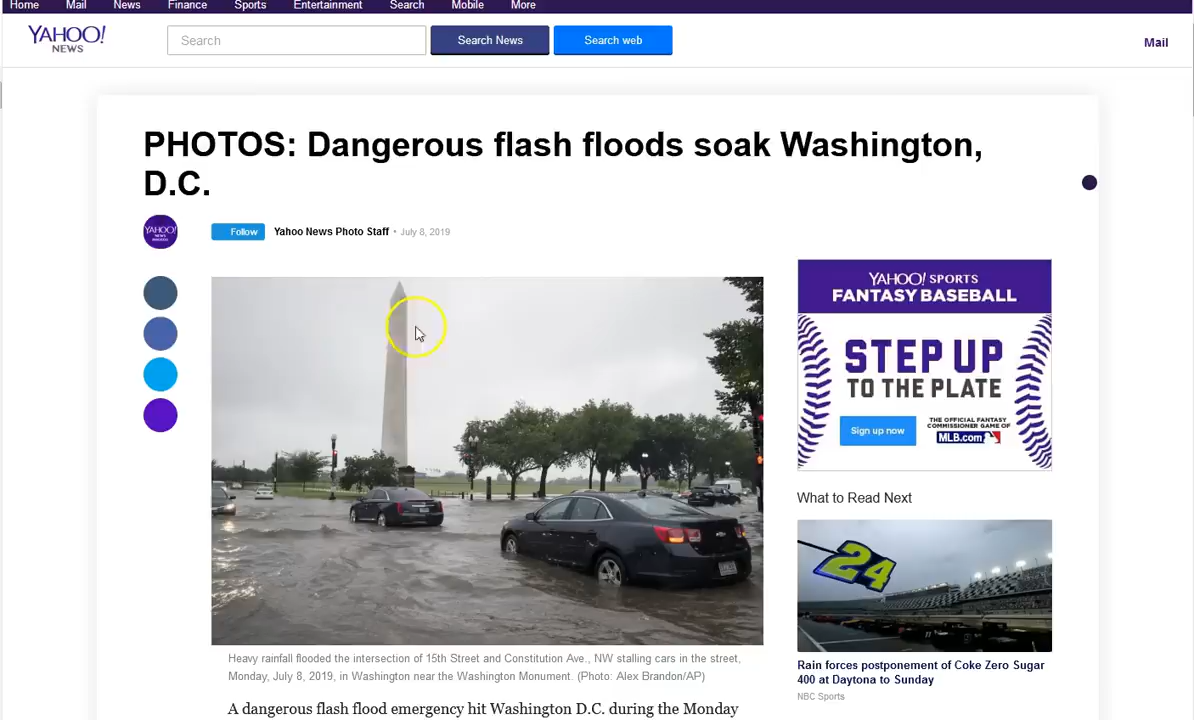 Home Mail News Finance Sports Entertainment Search Mobile More
YAHOO!
NEWS
Search
Search News
Search web
Mail
PHOTOS: Dangerous flash floods soak Washington,
D.C.
YAHOO!
Follow
Yahoo News Photo Staff • July 8, 2019
YAHOO! SPORTS
FANTASY BASEBALL
STEP UP
TO THE PLATE
Sign up now
THE OFFICIAL FANTASY
COMMISSIONER GAME OF
MLB.com
What to Read Next
24
Rain forces postponement of Coke Zero Sugar
400 at Daytona to Sunday
NBC Sports
Heavy rainfall flooded the intersection of 15th Street and Constitution Ave., NW stalling cars in the street,
Monday, July 8, 2019, in Washington near the Washington Monument. (Photo: Alex Brandon/AP)
A dangerous flash flood emergency hit Washington D.C. during the Monday